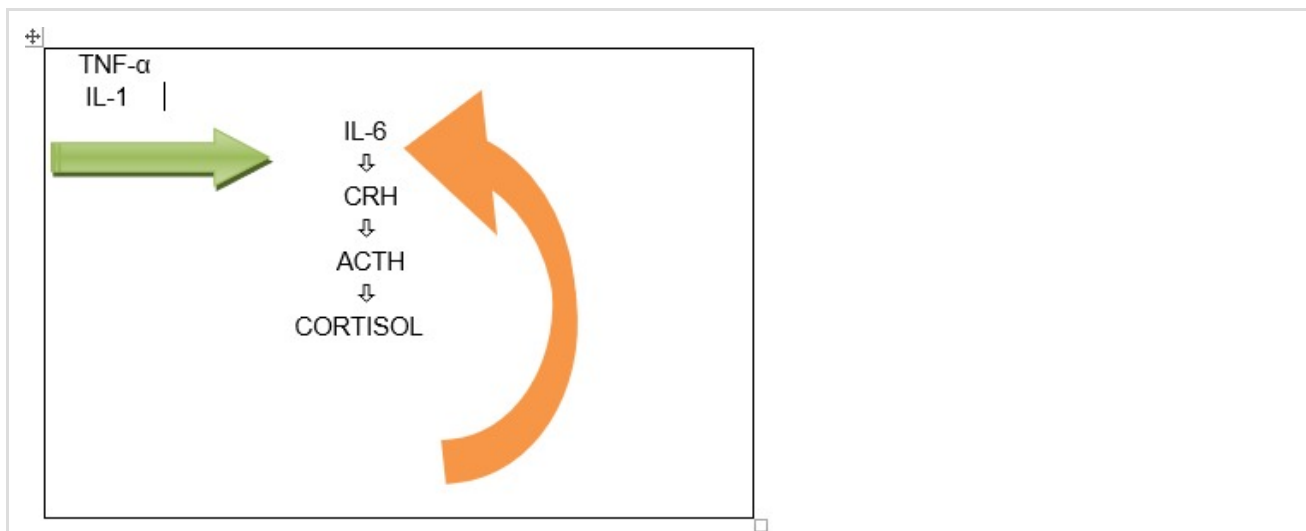 TNF-α
IL-1
IL-6
⇩
CRH
⇩
ACTH
⇩
CORTISOL